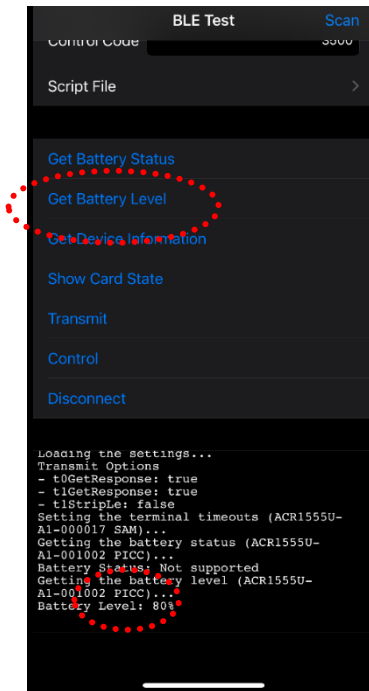 BLE Test
Scan
Control Code
3500
Script File
Get Battery Status
Get Battery Level
Get Device Information
Show Card State
Transmit
Control
Disconnect
Loading the settings...
Transmit Options
- t0GetResponse: true
- t1GetResponse: true
- t1StripLe: false
Setting the terminal timeouts (ACR1555U-
A1-000017 SAM)...
Getting the battery status (ACR1555U-
A1-001002 PICC)...
Battery Status: Not supported
Getting the battery level (ACR1555U-
A1-001002 PICC)...
Battery Level: 80%